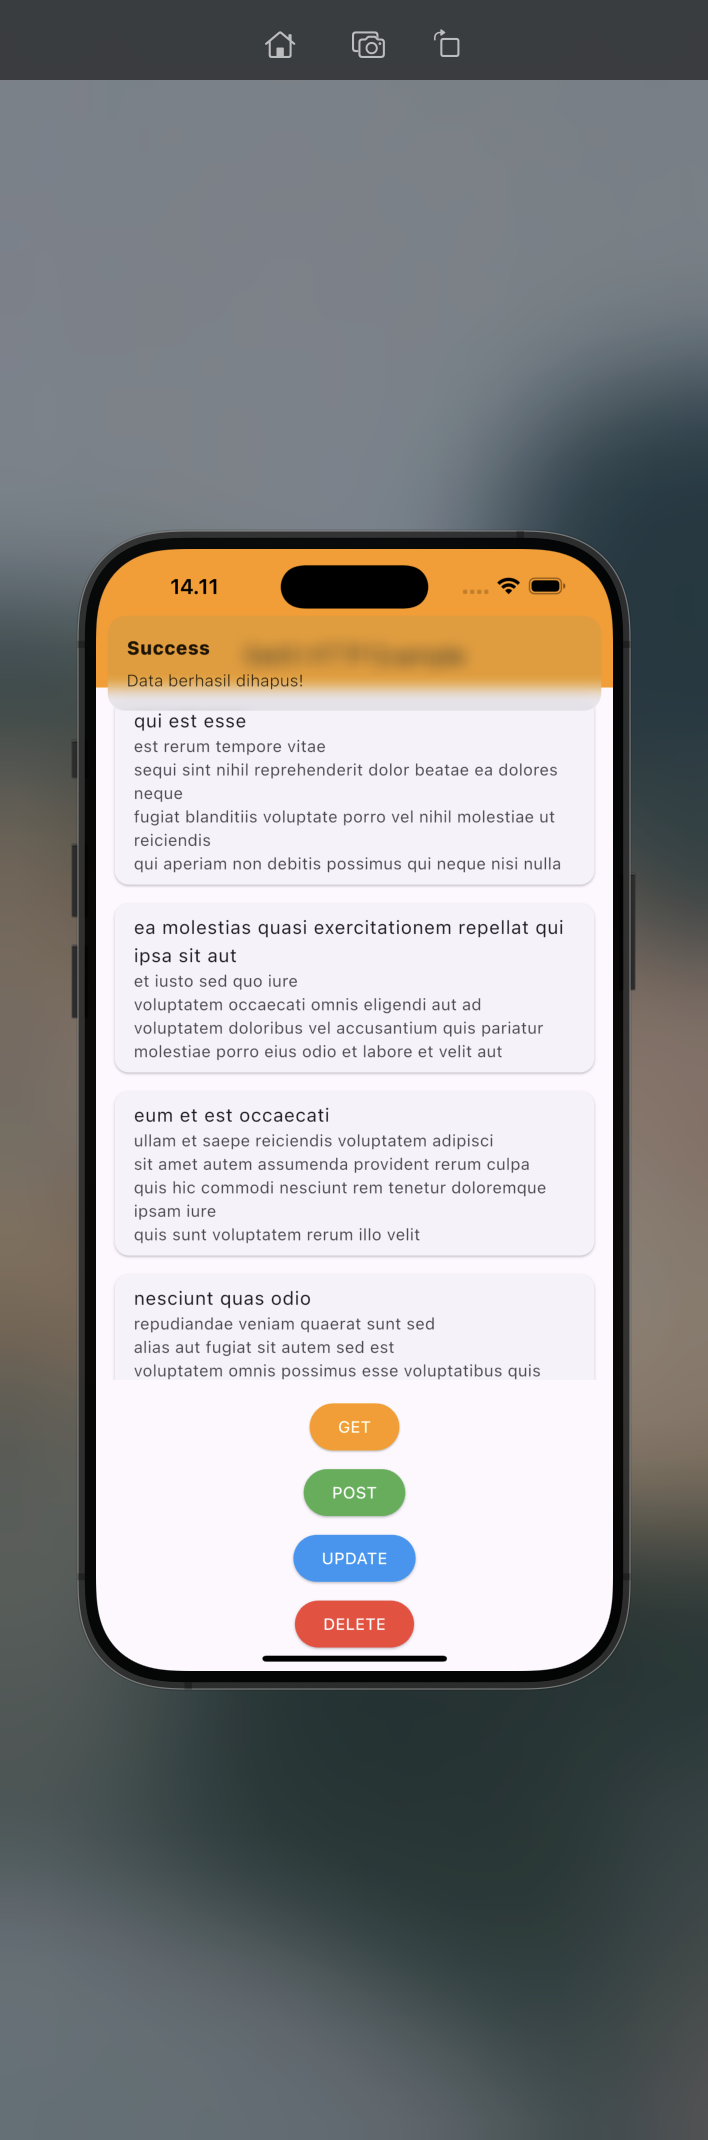 14.11
Success
Data berhasil dihapus!
qui est esse
est rerum tempore vitae
sequi sint nihil reprehenderit dolor beatae ea dolores
neque
fugiat blanditiis voluptate porro vel nihil molestiae ut
reiciendis
qui aperiam non debitis possimus qui neque nisi nulla
ea molestias quasi exercitationem repellat qui
ipsa sit aut
et iusto sed quo iure
voluptatem occaecati omnis eligendi aut ad
voluptatem doloribus vel accusantium quis pariatur
molestiae porro eius odio et labore et velit aut
eum et est occaecati
ullam et saepe reiciendis voluptatem adipisci
sit amet autem assumenda provident rerum culpa
quis hic commodi nesciunt rem tenetur doloremque
ipsam iure
quis sunt voluptatem rerum illo velit
nesciunt quas odio
repudiandae veniam quaerat sunt sed
alias aut fugiat sit autem sed est
voluptatem omnis possimus esse voluptatibus quis
GET
POST
UPDATE
DELETE